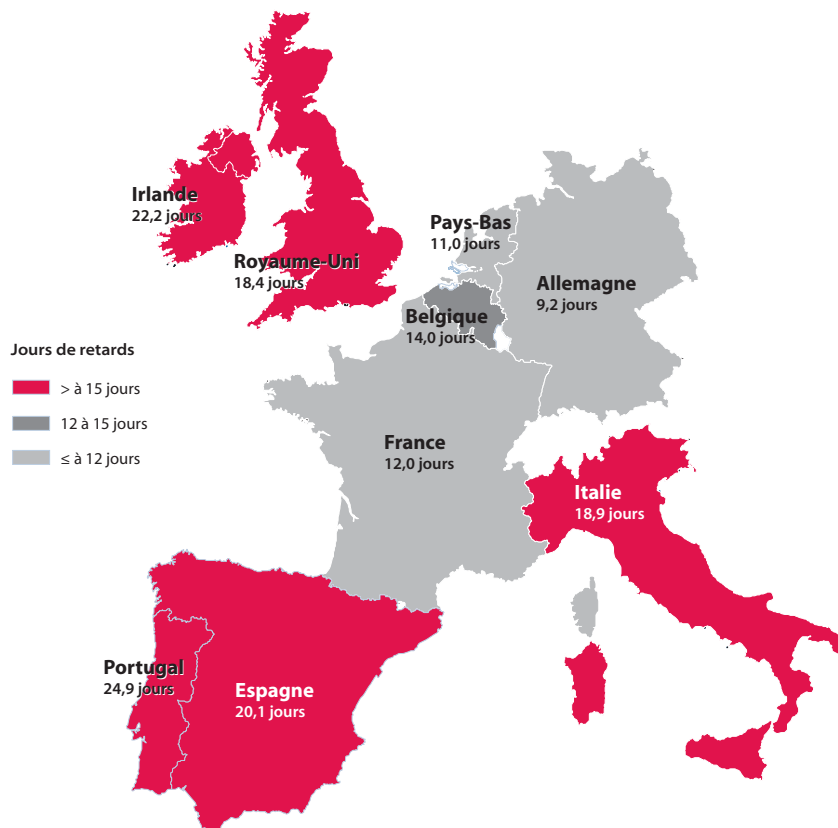 Irlande
22,2 jours
Royaume-Uni
18,4 jours
Pays-Bas
11,0 jours
Allemagne
9,2 jours
Belgique
14,0 jours
Jours de retards
> à 15 jours
12 à 15 jours
≤ à 12 jours
France
12,0 jours
Italie
18,9 jours
Portugal
24,9 jours
Espagne
20,1 jours